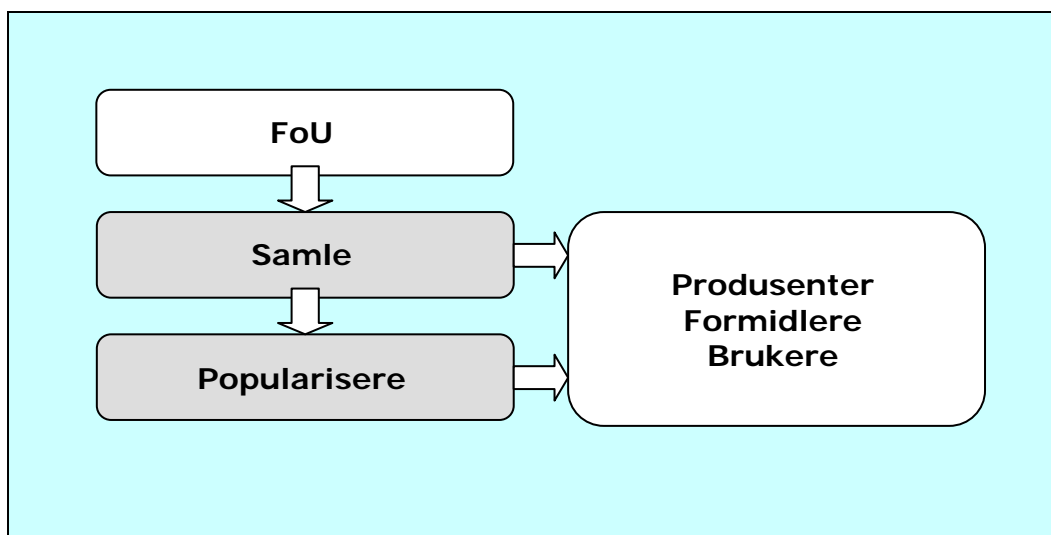 FoU
Samle
Popularisere
Produsenter
Formidlere
Brukere